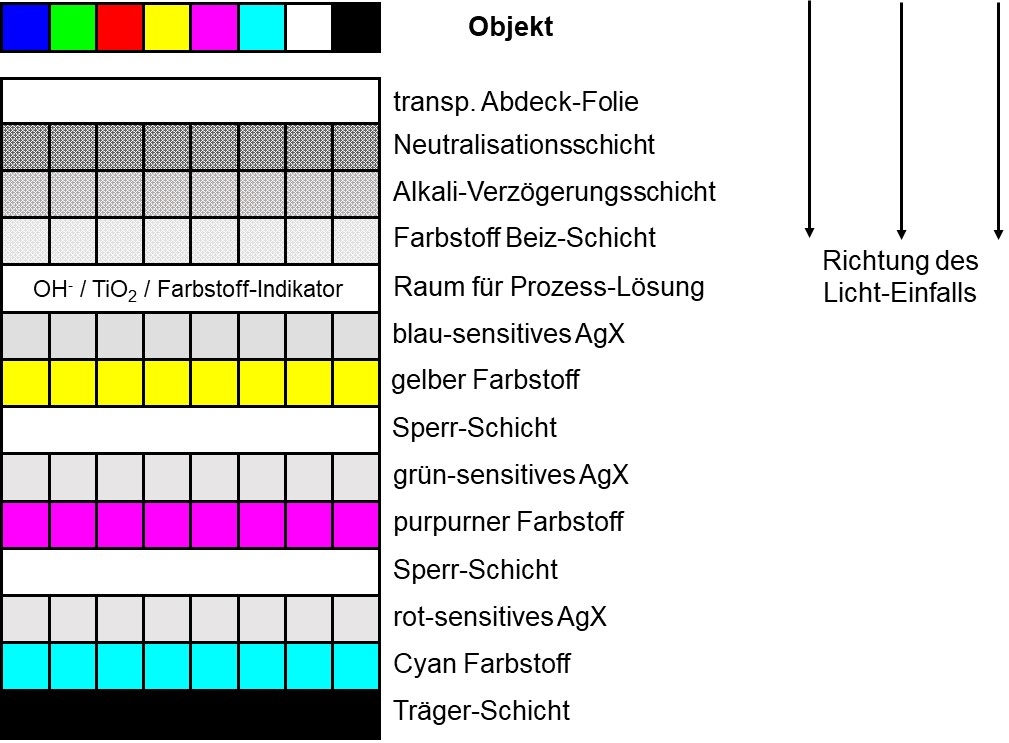 Objekt
transp. Abdeck-Folie
Neutralisationsschicht
Alkali-Verzögerungsschicht
Farbstoff Beiz-Schicht
Richtung des
Licht-Einfalls
OH⁻ / TiO₂ / Farbstoff-Indikator
Raum für Prozess-Lösung
blau-sensitives AgX
gelber Farbstoff
Sperr-Schicht
grün-sensitives AgX
purpurner Farbstoff
Sperr-Schicht
rot-sensitives AgX
Cyan Farbstoff
Träger-Schicht